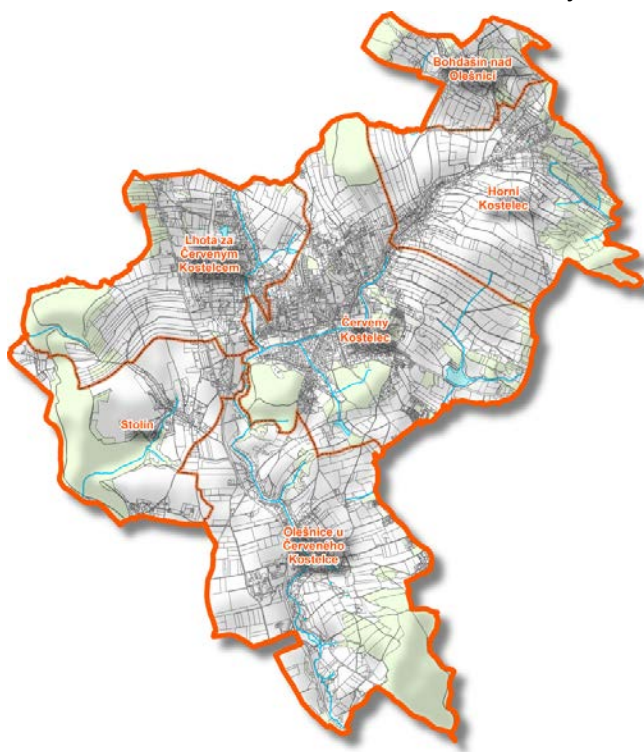 Bohdašín nad
Olešnicí
Horní
Kostelec
Lhota za
Červeným
Kostelcem
Červený
Kostelec
Stolín
Olešnice u
Červeného
Kostelce